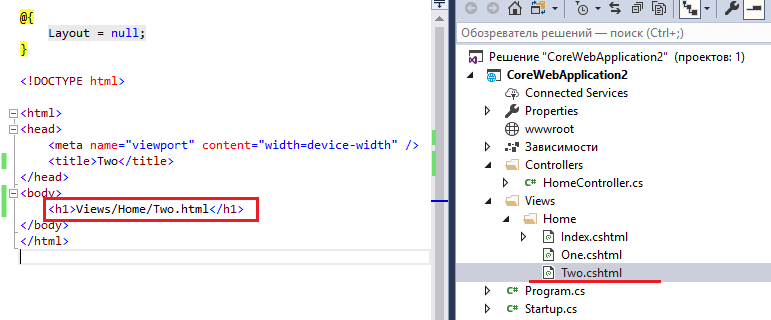 @{
    Layout = null;
}
<!DOCTYPE html>
<html>
<head>
    <meta name="viewport" content="width=device-width" />
    <title>Two</title>
</head>
<body>
    <h1>Views/Home/Two.html</h1>
</body>
</html>
Обозреватель решений — поиск (Ctrl+;)
Решение "CoreWebApplication2" (проектов: 1)
CoreWebApplication2
Connected Services
Properties
wwwroot
Зависимости
Controllers
C# HomeController.cs
Views
Home
Index.cshtml
One.cshtml
Two.cshtml
C# Program.cs
C# Startup.cs